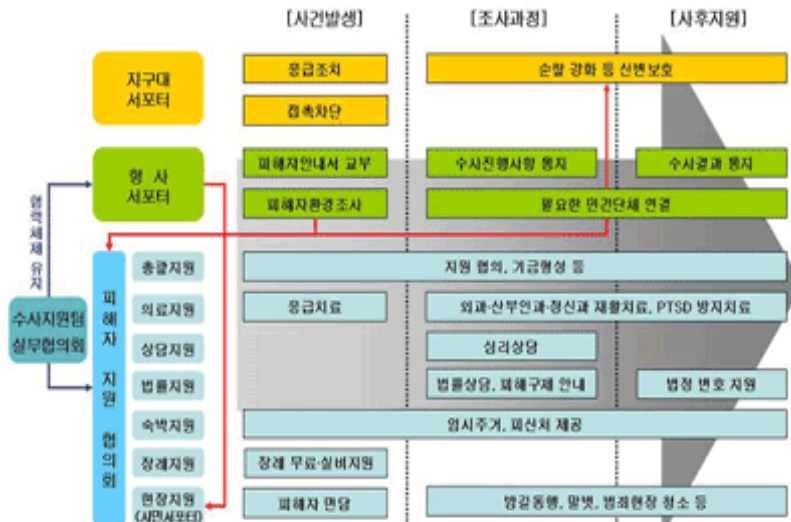 [사건발생] [조사과정] [사후지원]
지구대
서포터
응급조치
순찰 강화 등 신변보호
접촉차단
형 사
서포터
피해자안내서 교부
수사진행사항 통지
수사결과 통지
피해자환경조사
필요한 민간단체 연결
협력체제 유지
수사지원팀
실무협의회
피해자 지원 협의회
총괄지원
지원 협의, 기금형성 등
의료지원
응급치료
외과·산부인과·정신과 재활치료, PTSD 방지치료
상담지원
심리상담
법률지원
법률상담, 피해구제 안내
법정 변호 지원
숙박지원
임시주거, 피산처 제공
장례지원
장례 무료·실비지원
현장지원
(시민서포터)
피해자 면담
밤길동행, 말벗, 범죄현장 청소 등